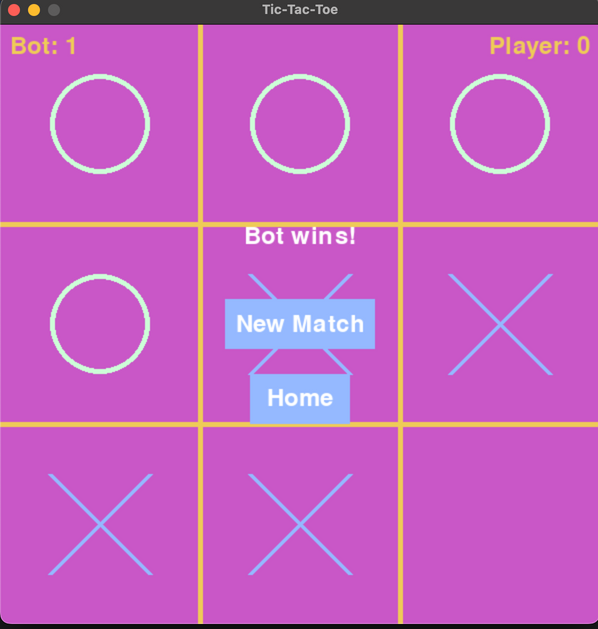 Tic-Tac-Toe
Bot: 1
Player: 0
Bot wins!
New Match
Home